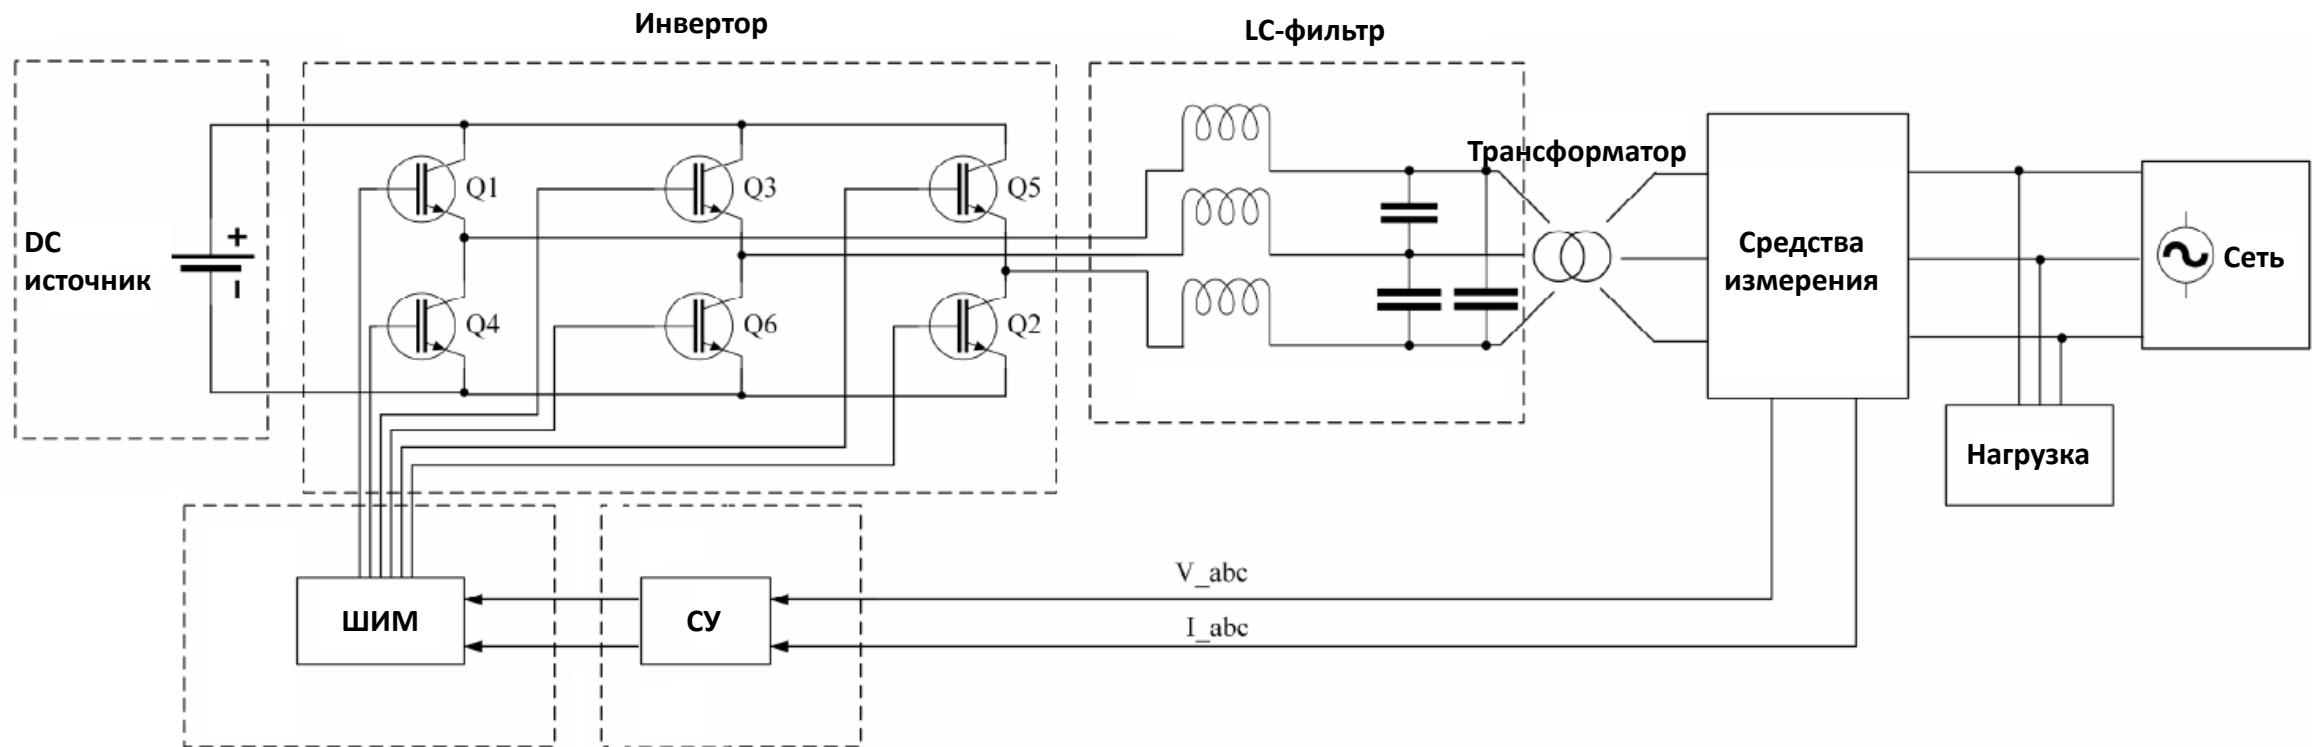 Инвертор
LC-фильтр
Трансформатор
Q1
Q3
Q5
DC
источник
+
−
Средства
измерения
Сеть
Q4
Q6
Q2
Нагрузка
V_abc
ШИМ
СУ
I_abc